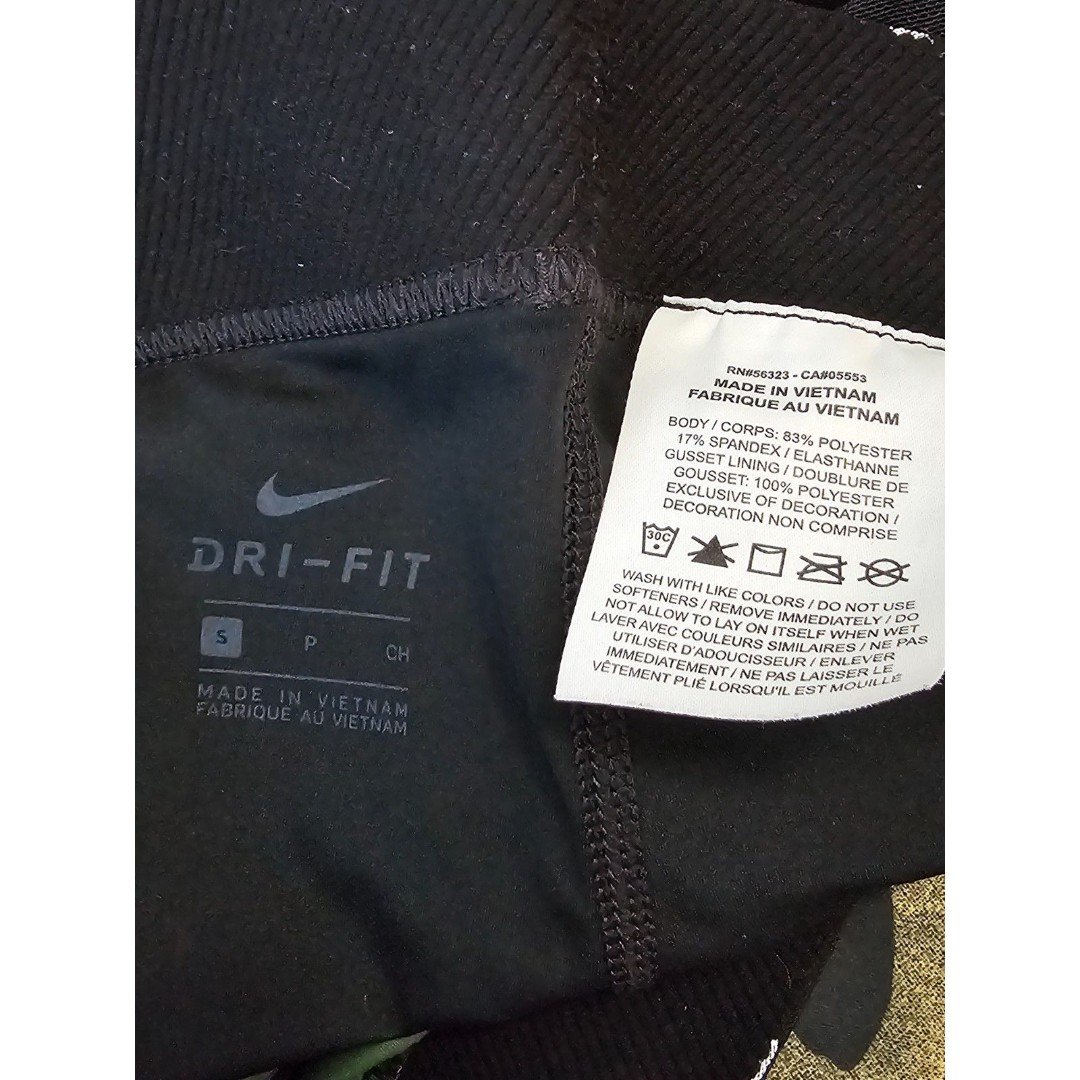 DRI-FIT
S P CH
MADE IN VIETNAM
FABRIQUE AU VIETNAM
RN#56323 - CA#05553
MADE IN VIETNAM
FABRIQUE AU VIETNAM
BODY / CORPS: 83% POLYESTER
17% SPANDEX / ELASTHANNE
GUSSET LINING / DOUBLURE DE
GOUSSET: 100% POLYESTER
EXCLUSIVE OF DECORATION /
DECORATION NON COMPRISE
30C
WASH WITH LIKE COLORS / DO NOT USE
SOFTENERS / REMOVE IMMEDIATELY / DO
NOT ALLOW TO LAY ON ITSELF WHEN WET
LAVER AVEC COULEURS SIMILAIRES / NE PAS
UTILISER D'ADOUCISSEUR / ENLEVER
IMMEDIATEMENT / NE PAS LAISSER LE
VÊTEMENT PLIÉ LORSQU'IL EST MOUILLÉ